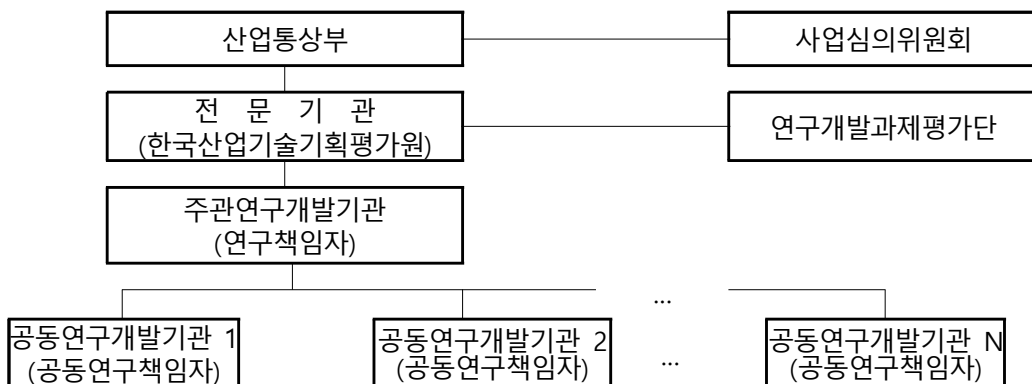 산업통상부
사업심의위원회
전 문 기 관
(한국산업기술기획평가원)
연구개발과제평가단
주관연구개발기관
(연구책임자)
...
공동연구개발기관 1
(공동연구책임자)
공동연구개발기관 2
(공동연구책임자)
...
공동연구개발기관 N
(공동연구책임자)